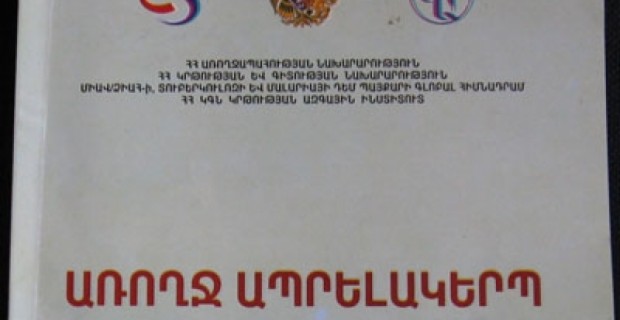 ՀՀ ԱՌՈՂՋԱՊԱՀՈՒԹՅԱՆ ՆԱԽԱՐԱՐՈՒԹՅՈՒՆ
ՀՀ ԿՐԹՈՒԹՅԱՆ ԵՎ ԳԻՏՈՒԹՅԱՆ ՆԱԽԱՐԱՐՈՒԹՅՈՒՆ
ՄԻԱՎ/ՁԻԱՀ-ի, ՏՈՒԲԵՐԿՈՒԼՈԶԻ ԵՎ ՄԱԼԱՐԻԱՅԻ ԴԵՄ ՊԱՅՔԱՐԻ ԳԼՈԲԱԼ ՀԻՄՆԱԴՐԱՄ
ՀՀ ԿԳՆ ԿՐԹՈՒԹՅԱՆ ԱԶԳԱՅԻՆ ԻՆՍՏԻՏՈՒՏ
ԱՌՈՂՋ ԱՊՐԵԼԱԿԵՐՊ